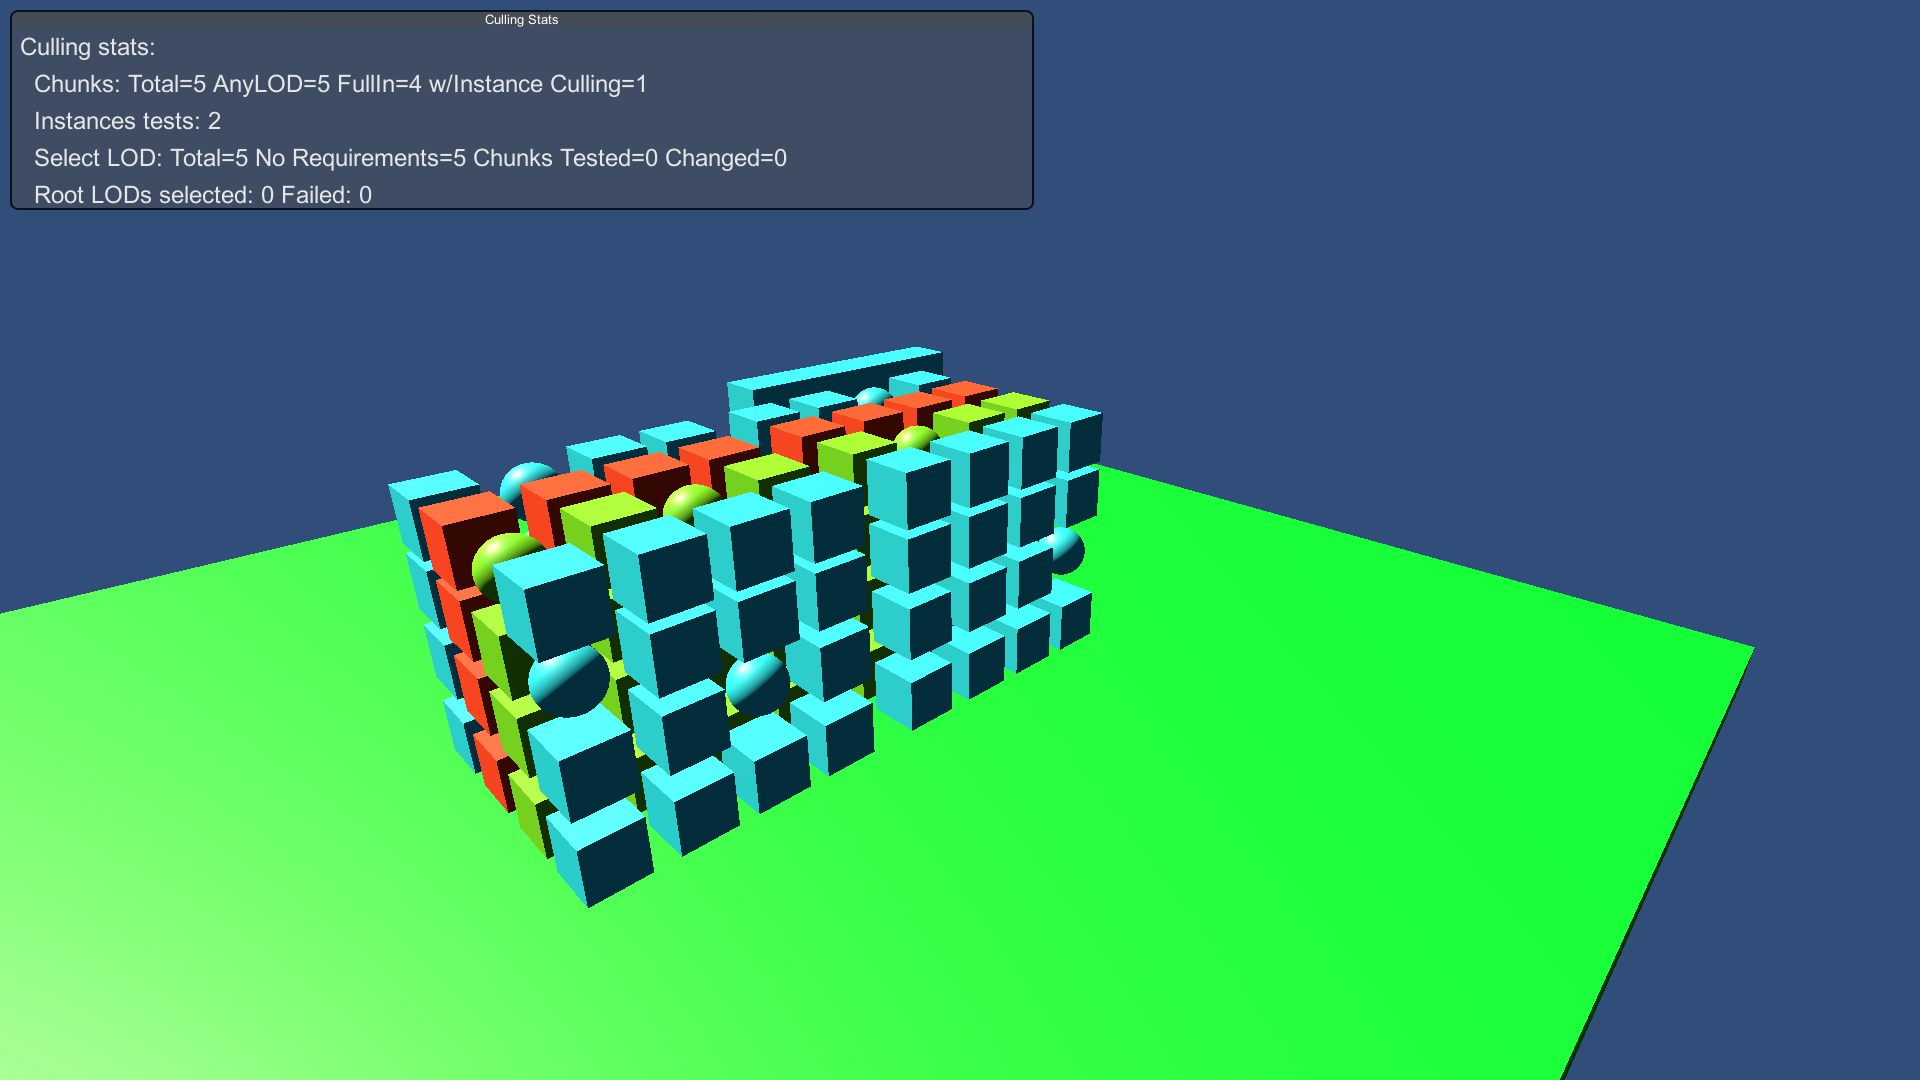 Culling Stats
Culling stats:
Chunks: Total=5 AnyLOD=5 FullIn=4 w/Instance Culling=1
Instances tests: 2
Select LOD: Total=5 No Requirements=5 Chunks Tested=0 Changed=0
Root LODs selected: 0 Failed: 0